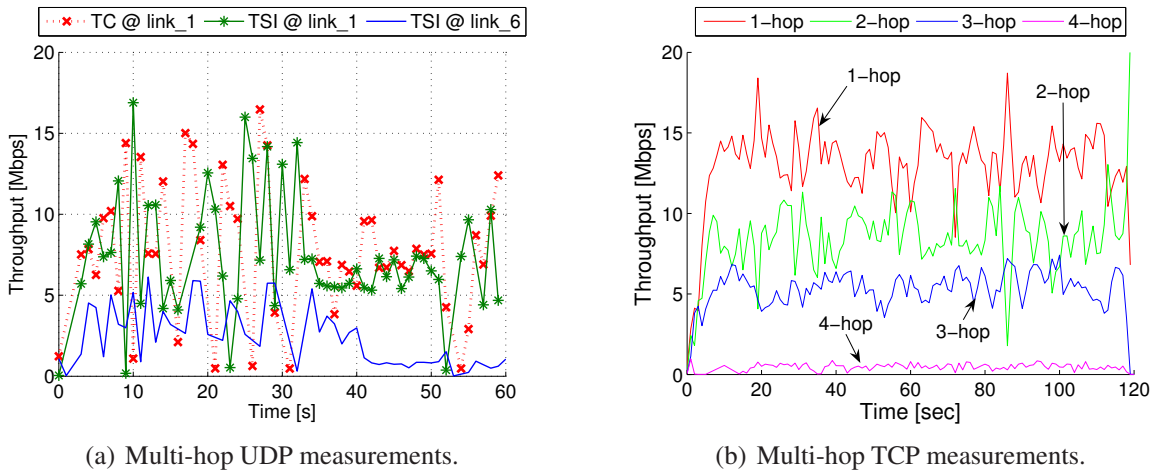 TC @ link_1 TSI @ link_1 TSI @ link_6
20
15
10
5
0
Throughput [Mbps]
0 10 20 30 40 50 60
Time [s]
(a) Multi-hop UDP measurements.
1−hop 2−hop 3−hop 4−hop
20
15
10
5
0
Throughput [Mbps]
1−hop
2−hop
3−hop
4−hop
0 20 40 60 80 100 120
Time [sec]
(b) Multi-hop TCP measurements.